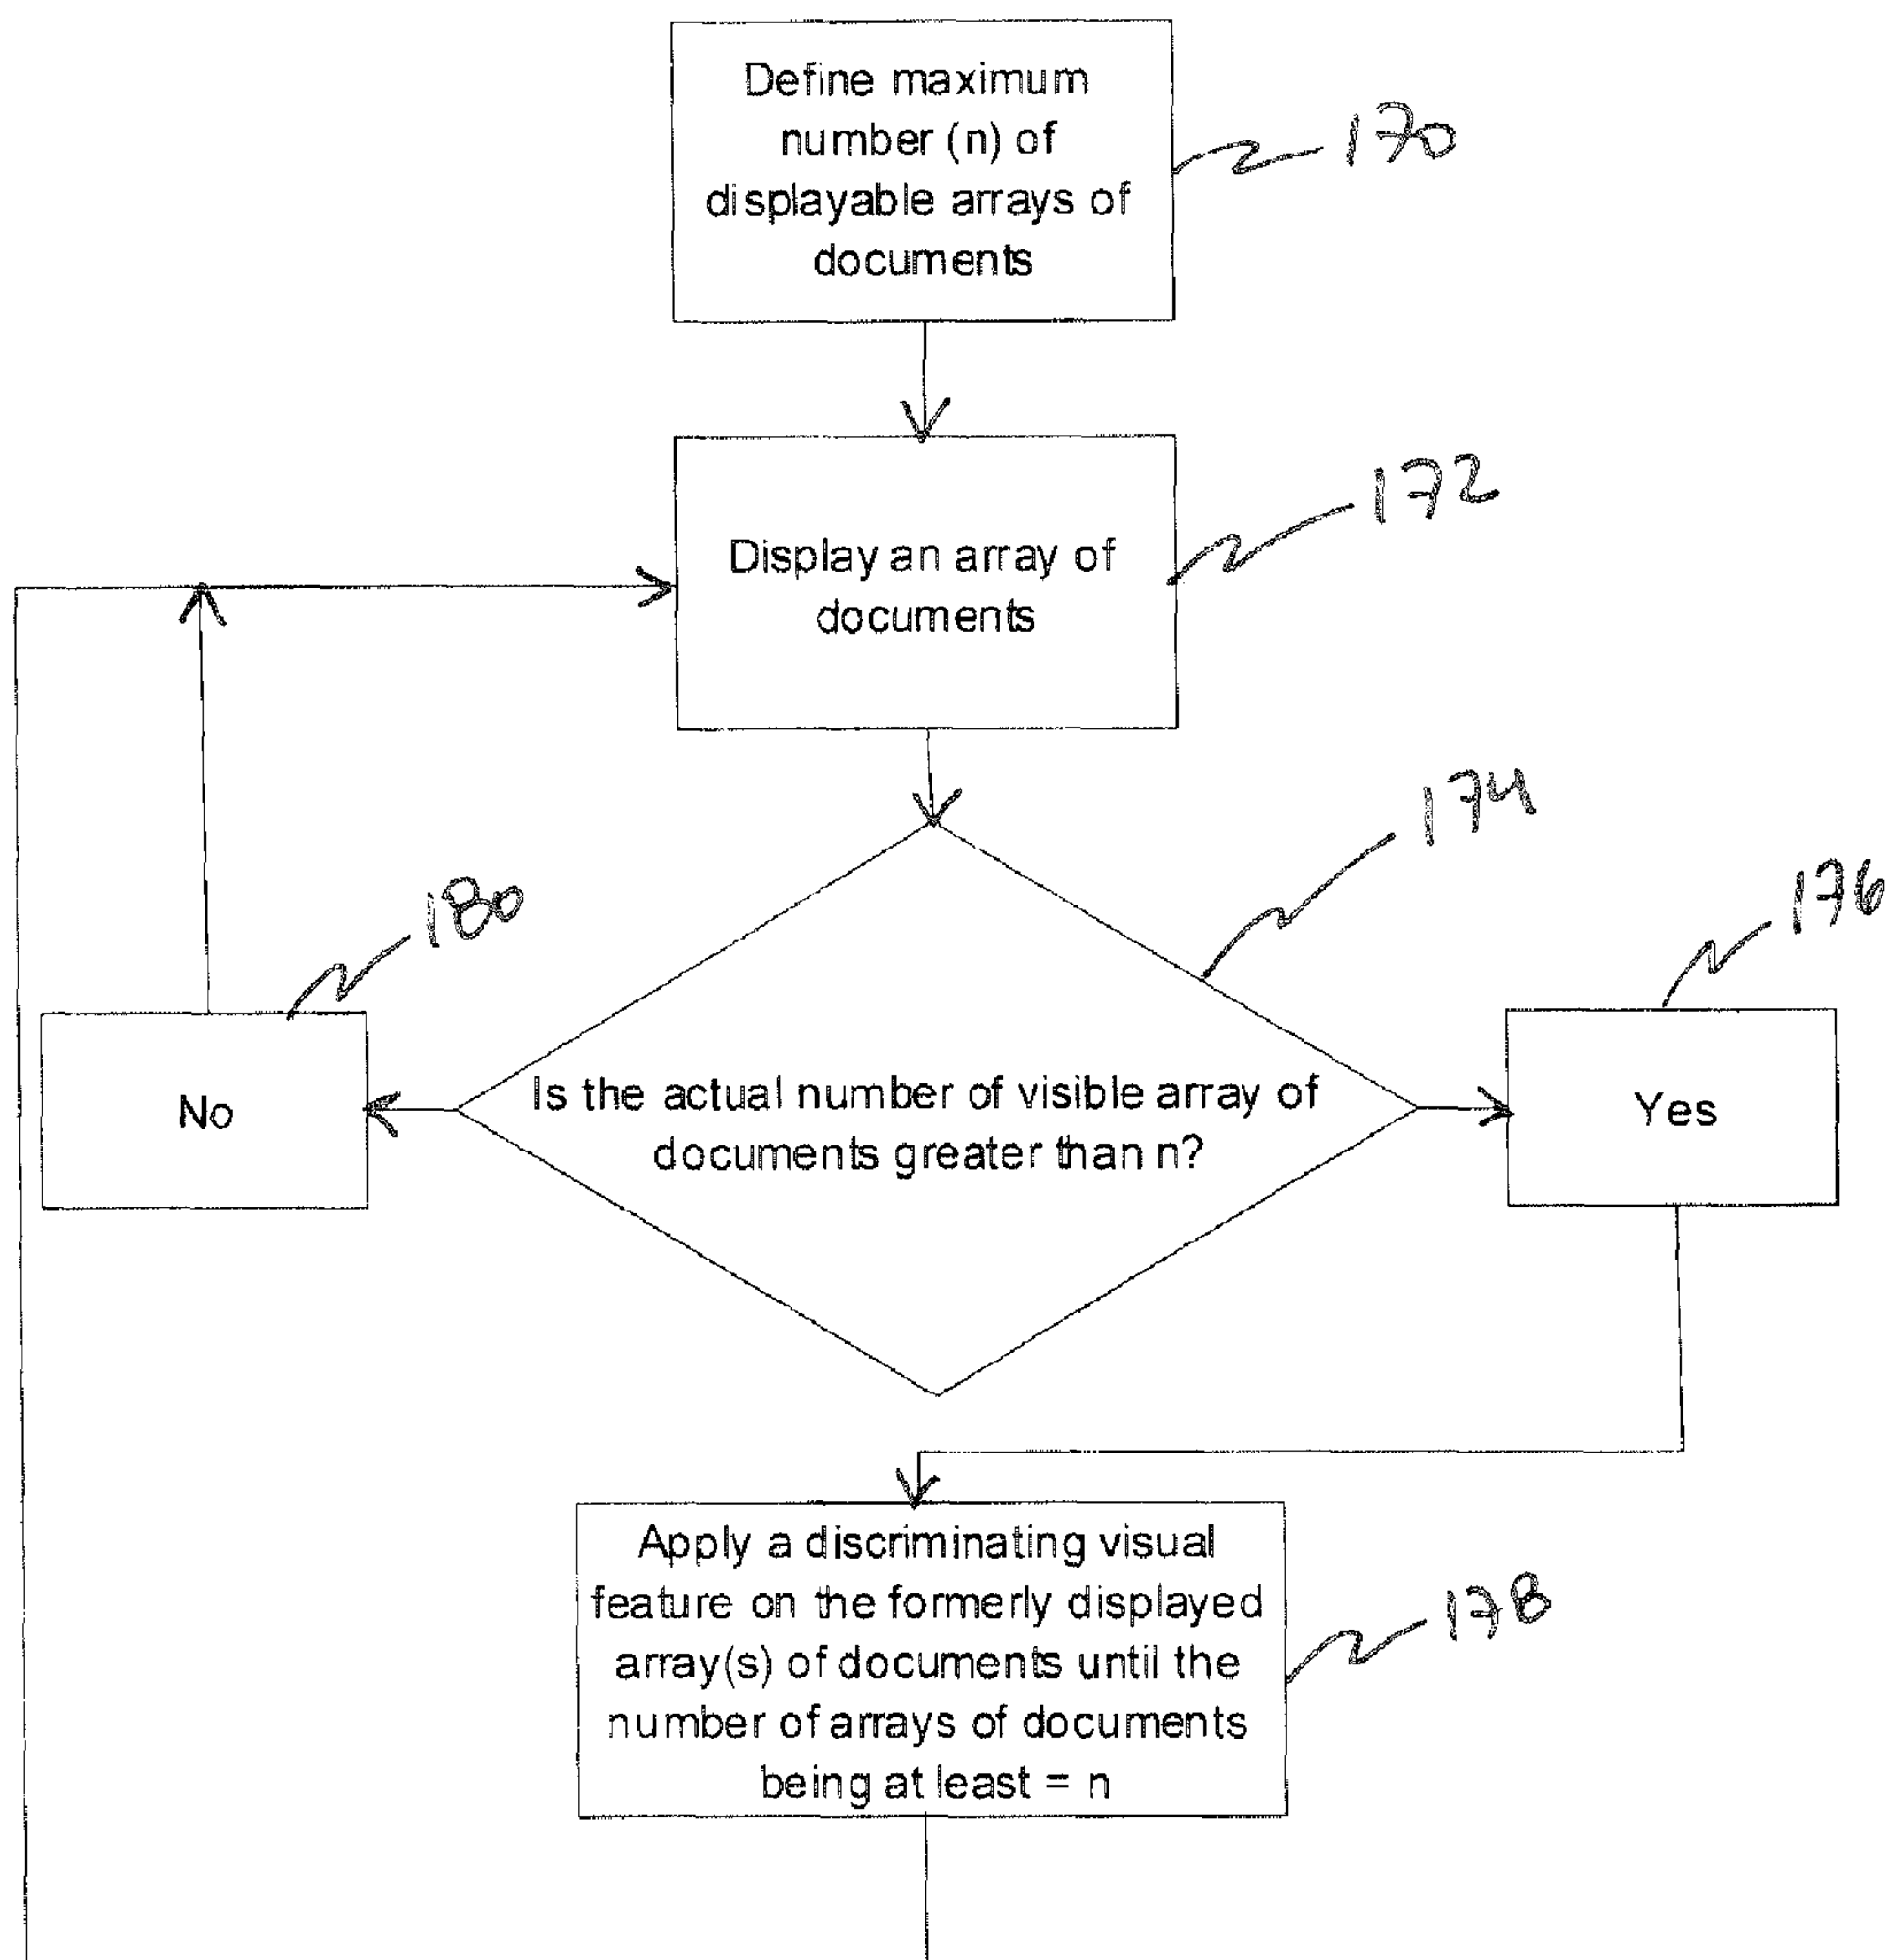 Define maximum
number (n) of
displayable arrays of
documents
170
Display an array of
documents
172
174
176
180
Is the actual number of visible array of
documents greater than n?
No
Yes
Apply a discriminating visual
feature on the formerly displayed
array(s) of documents until the
number of arrays of documents
being at least = n
178